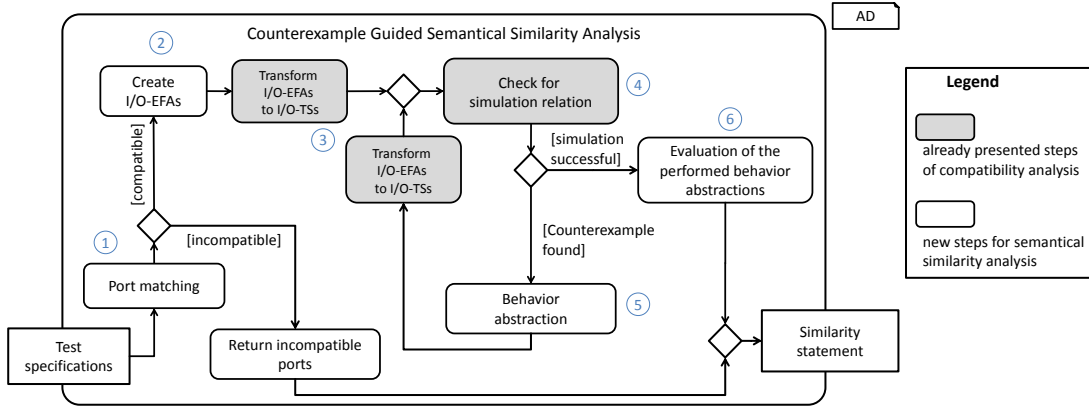 AD
Counterexample Guided Semantical Similarity Analysis
2
Create
I/O-EFAs
Transform
I/O-EFAs
to I/O-TSs
Check for
simulation relation
4
3
Transform
I/O-EFAs
to I/O-TSs
[simulation
successful]
6
Evaluation of the
performed behavior
abstractions
[compatible]
[incompatible]
1
Port matching
[Counterexample
found]
Behavior
abstraction
5
Test
specifications
Return incompatible
ports
Similarity
statement
Legend
already presented steps
of compatibility analysis
new steps for semantical
similarity analysis